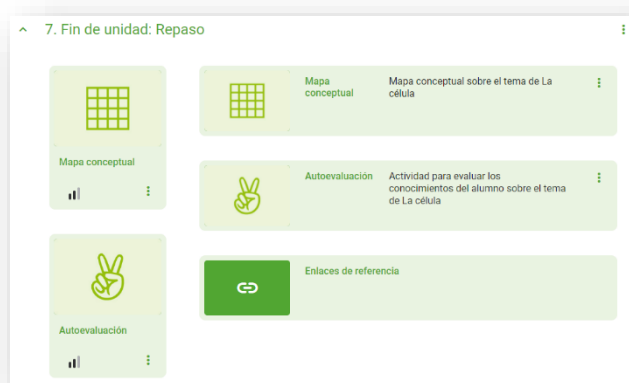 7. Fin de unidad: Repaso
Mapa conceptual
Autoevaluación
Mapa
conceptual
Mapa conceptual sobre el tema de La
célula
Autoevaluación
Actividad para evaluar los
conocimientos del alumno sobre el tema
de La célula
Enlaces de referencia